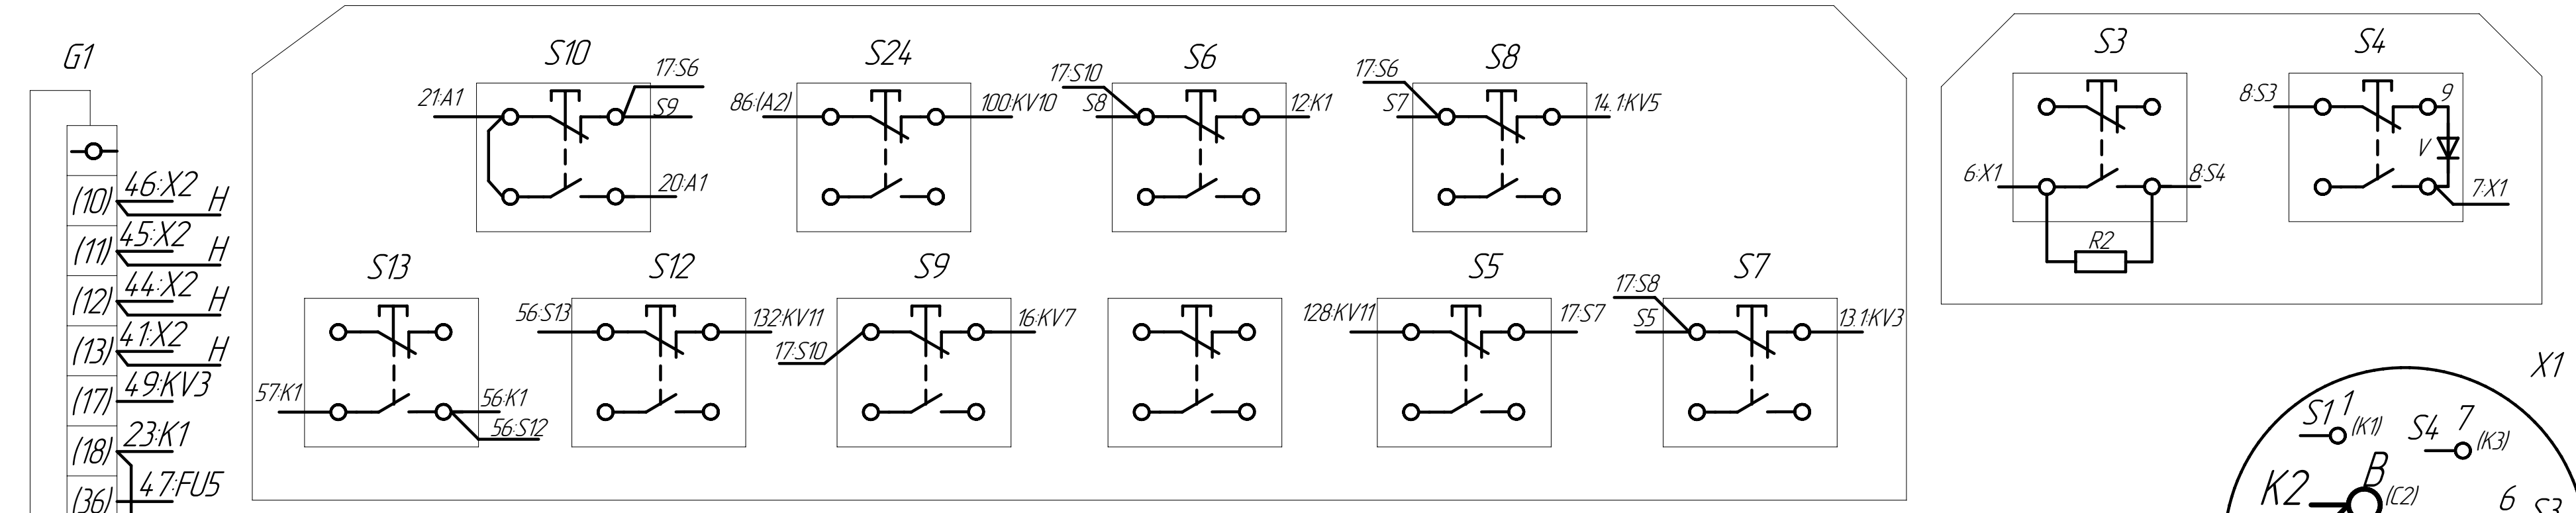 G1
(10) 46:X2 H
(11) 45:X2 H
(12) 44:X2 H
(13) 41:X2 H
(17) 49:KV3
(18) 23:K1
(36) 47:FU5
S10
21:A1
17:S6
S9
20:A1
S24
86:(A2)
100:KV10
S6
17:S10
S8
12:K1
S8
17:S6
S7
14.1:KV5
S13
57:K1
56:K1
56:S12
S12
56:S13
132:KV11
S9
17:S10
16:KV7
S5
128:KV11
17:S7
S7
17:S8
S5
13.1:KV3
S3
6:X1
8:S4
R2
S4
8:S3
9
V
7:X1
X1
S1 1 (K1)
S4 7 (K3)
K2 B (C2)
6 S3